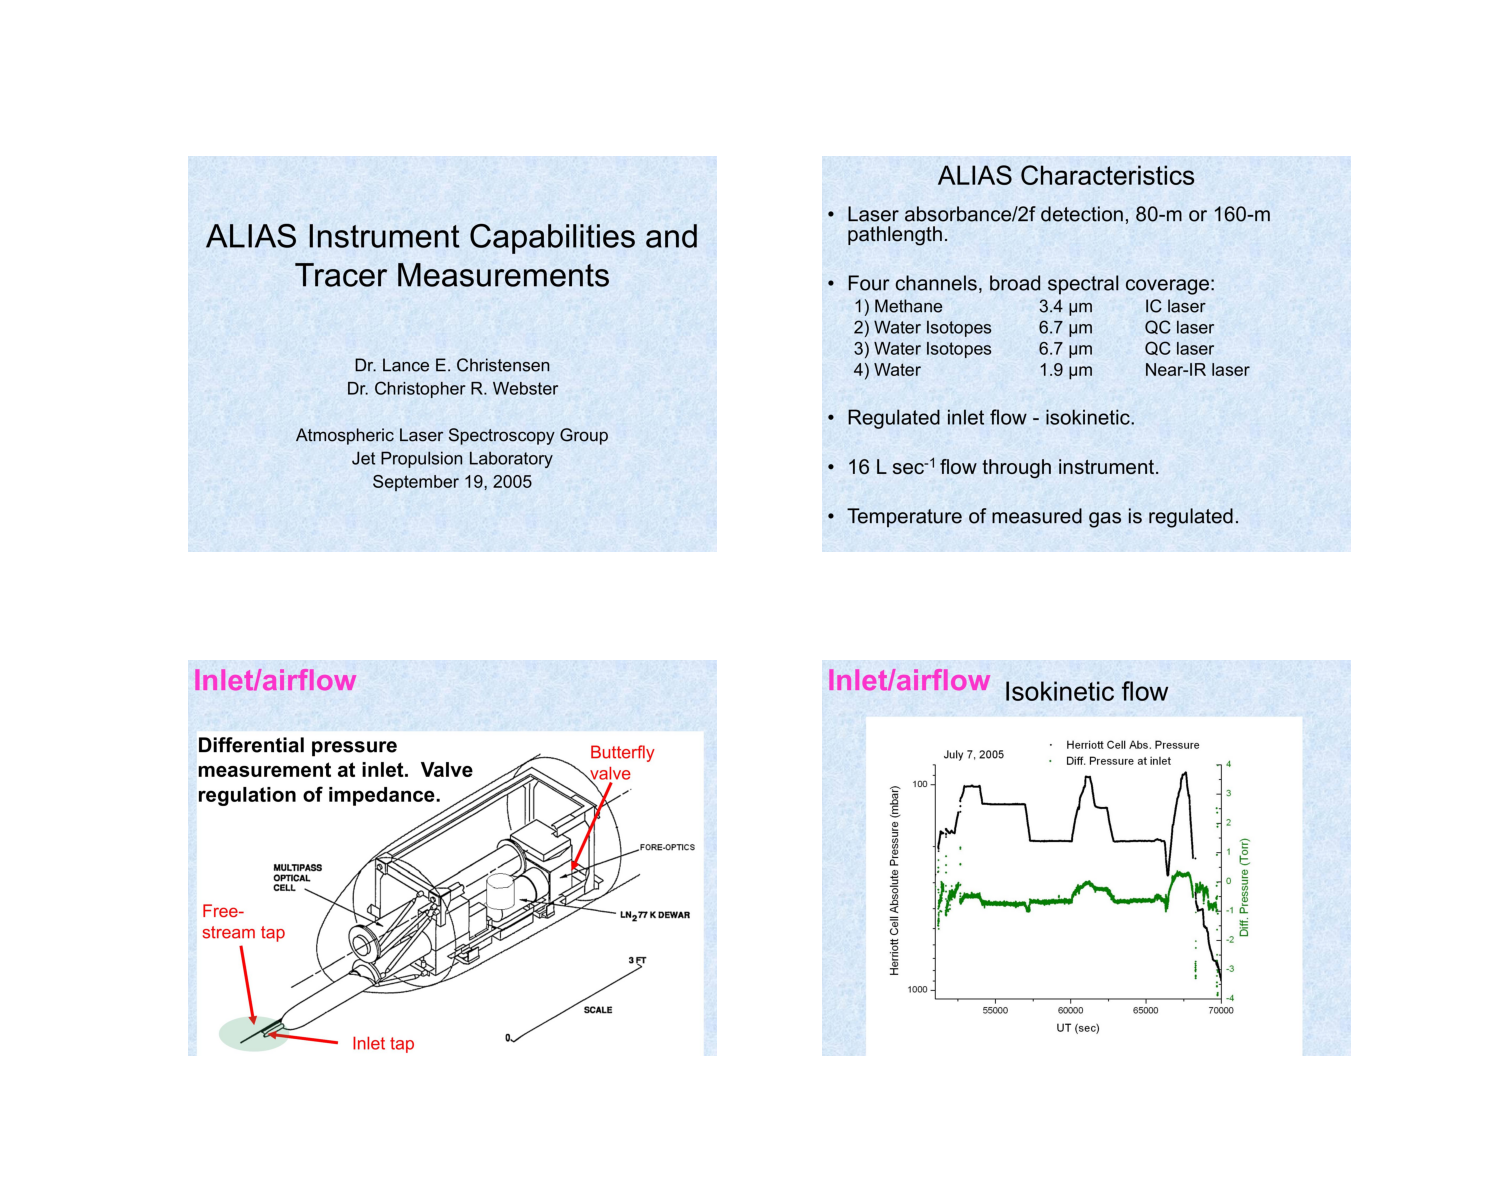 ALIAS Instrument Capabilities and
Tracer Measurements
Dr. Lance E. Christensen
Dr. Christopher R. Webster
Atmospheric Laser Spectroscopy Group
Jet Propulsion Laboratory
September 19, 2005
ALIAS Characteristics
• Laser absorbance/2f detection, 80-m or 160-m
pathlength.
• Four channels, broad spectral coverage:
1) Methane 3.4 µm IC laser
2) Water Isotopes 6.7 µm QC laser
3) Water Isotopes 6.7 µm QC laser
4) Water 1.9 µm Near-IR laser
• Regulated inlet flow - isokinetic.
• 16 L sec-1 flow through instrument.
• Temperature of measured gas is regulated.
Inlet/airflow
Differential pressure
measurement at inlet. Valve
regulation of impedance.
Butterfly
valve
FORE-OPTICS
MULTIPASS
OPTICAL
CELL
LN2 77 K DEWAR
Free-
stream tap
3 FT
SCALE
0
Inlet tap
Inlet/airflow
Isokinetic flow
July 7, 2005
Herriott Cell Abs. Pressure
Diff. Pressure at inlet
Herriott Cell Absolute Pressure (mbar)
100
1000
4
3
2
1
0
-1
-2
-3
-4
Diff. Pressure (Torr)
55000 60000 65000 70000
UT (sec)